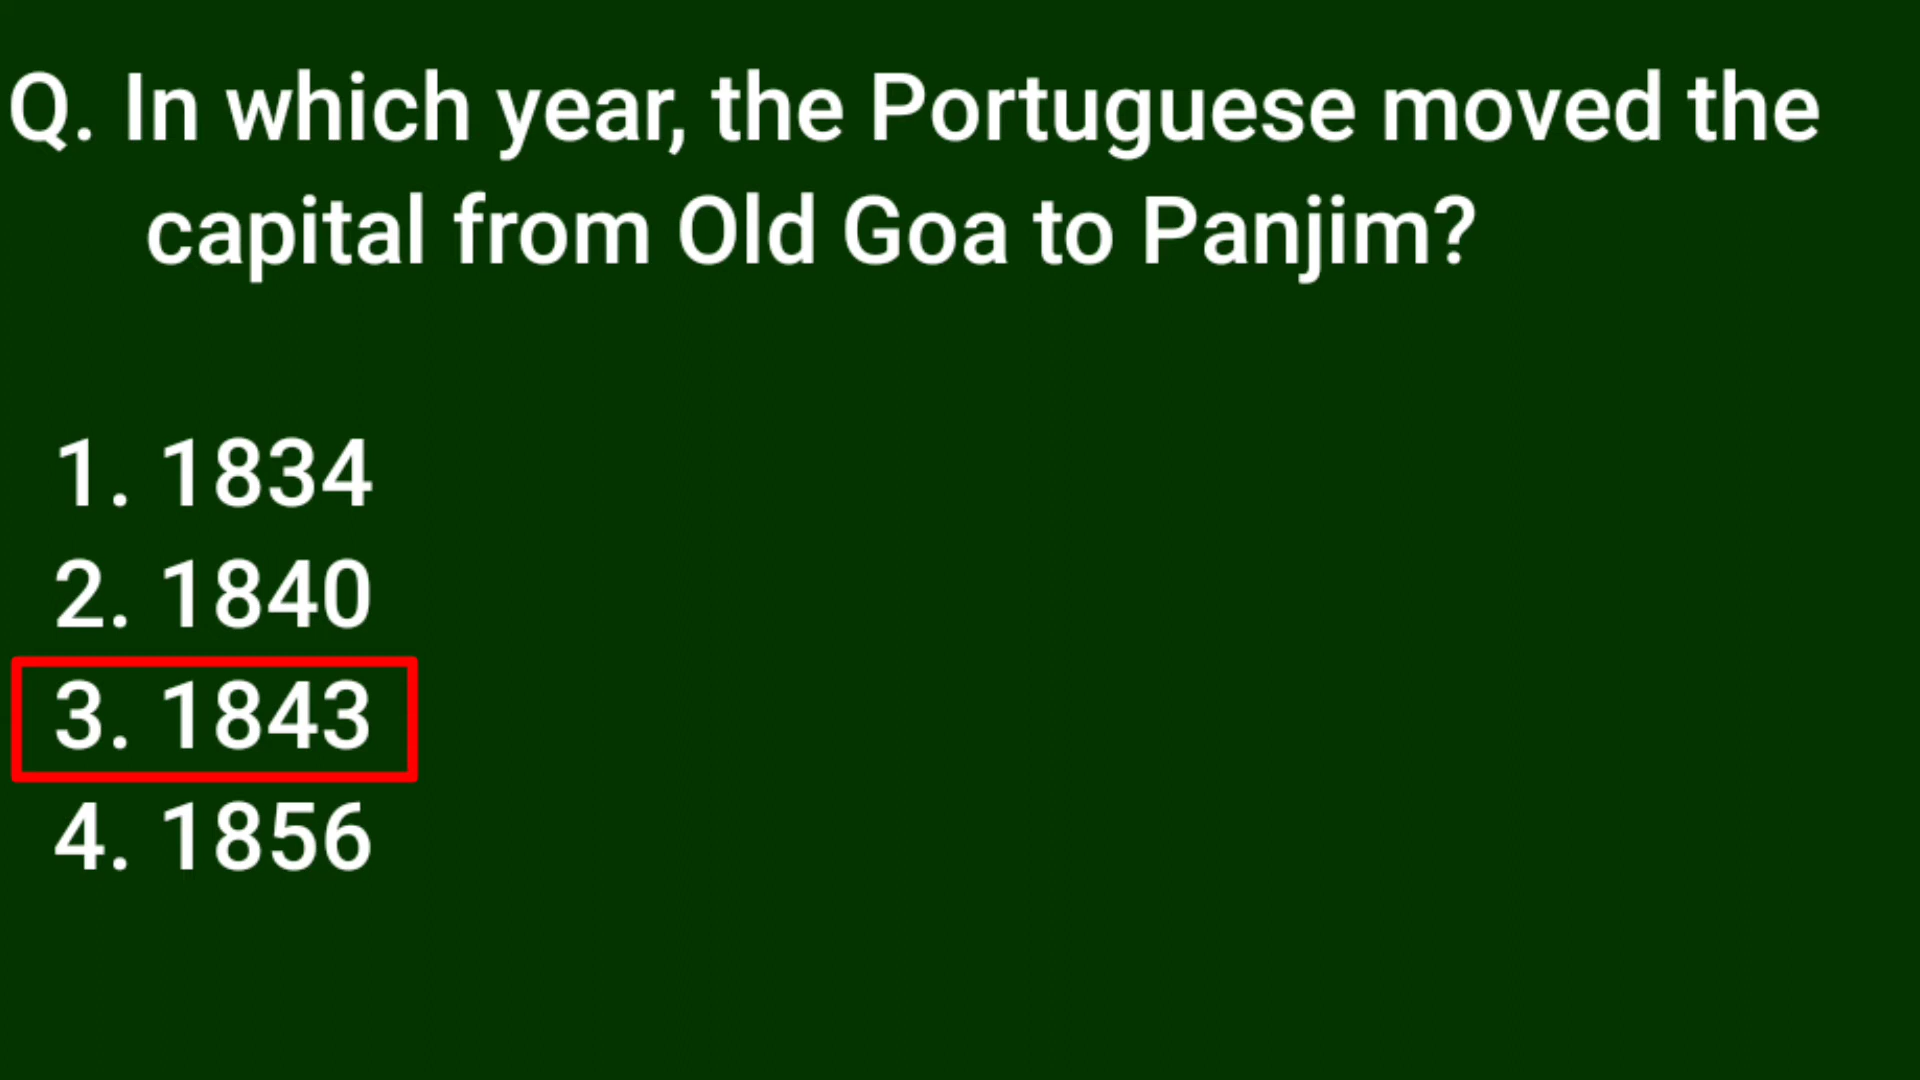 Q. In which year, the Portuguese moved the
capital from Old Goa to Panjim?
1. 1834
2. 1840
3. 1843
4. 1856